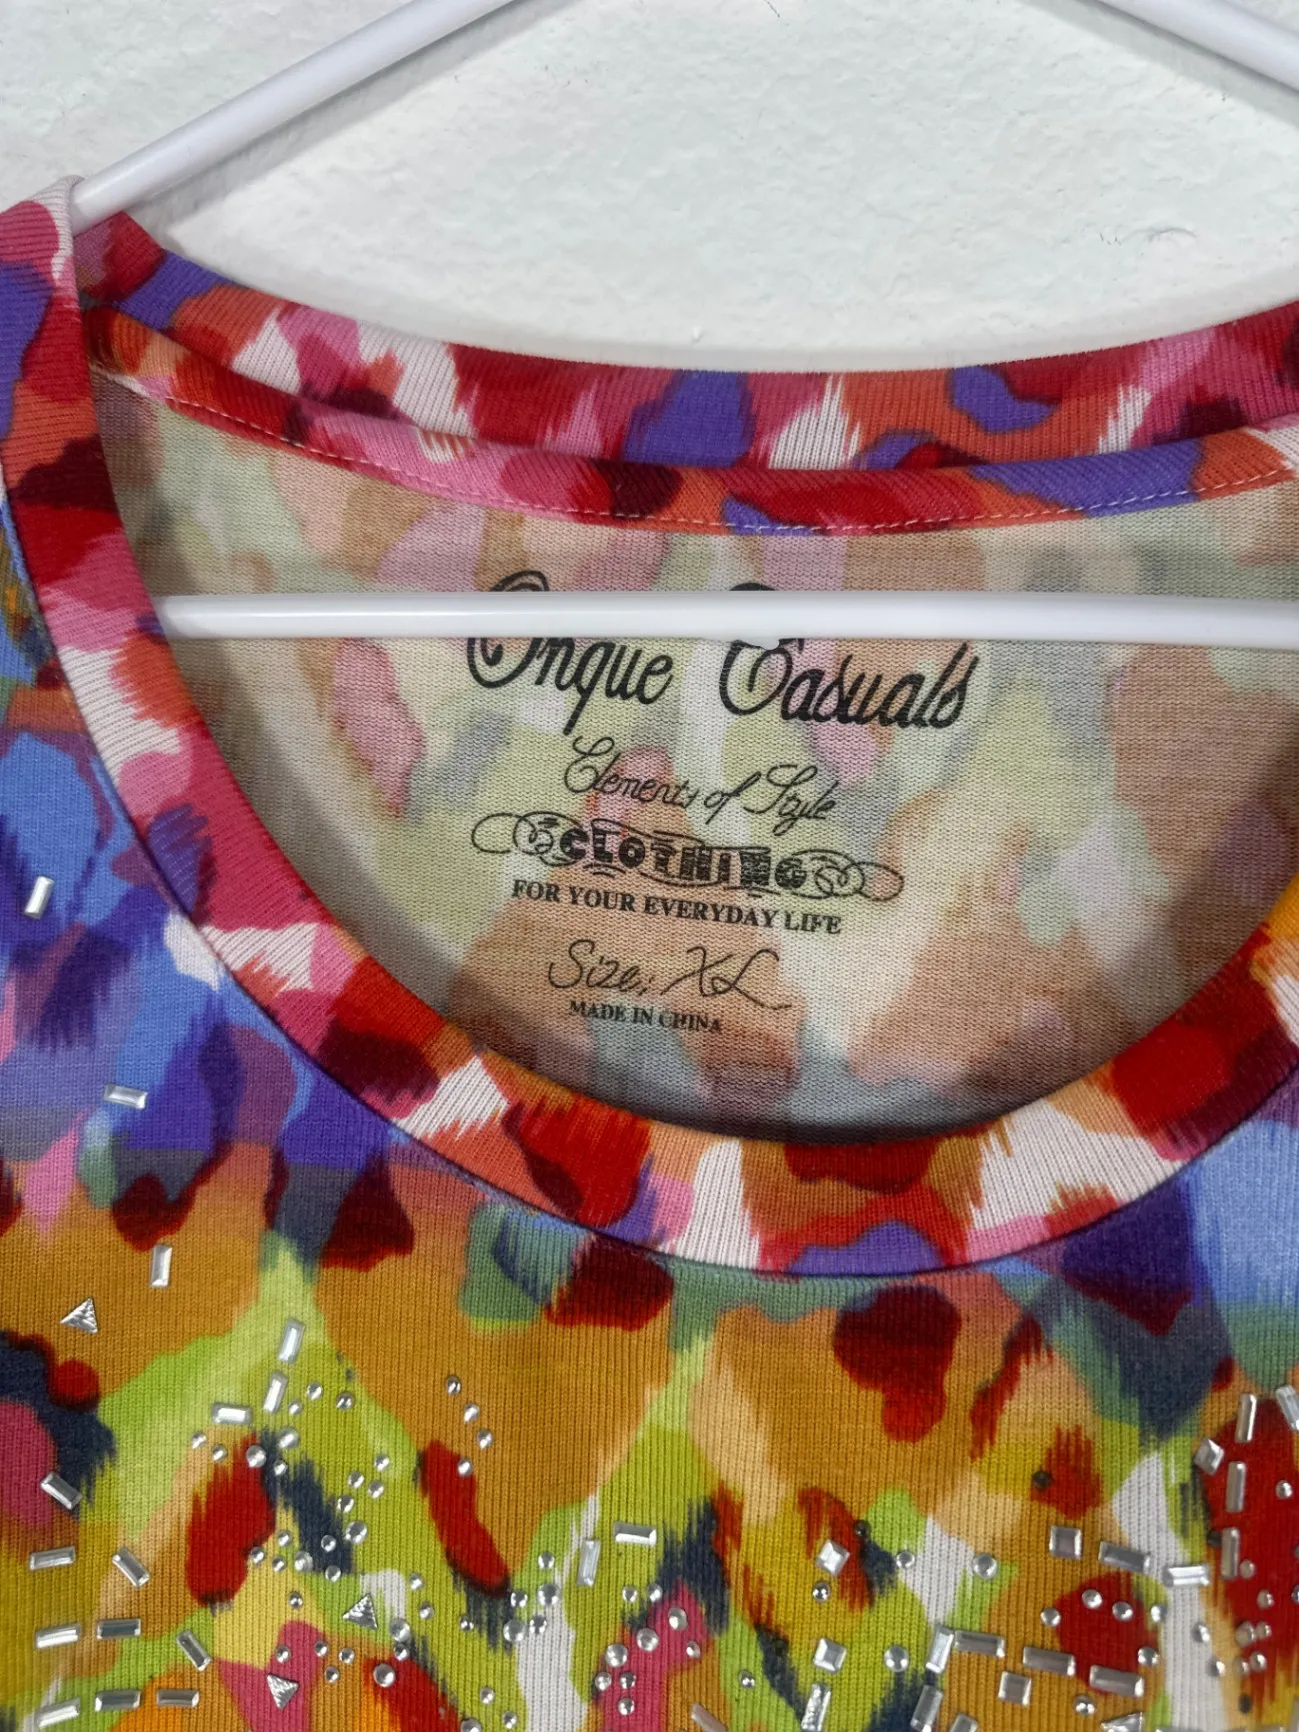 Onque Casuals
Elements of Style
CLOTHING
FOR YOUR EVERYDAY LIFE
Size: XL
MADE IN CHINA